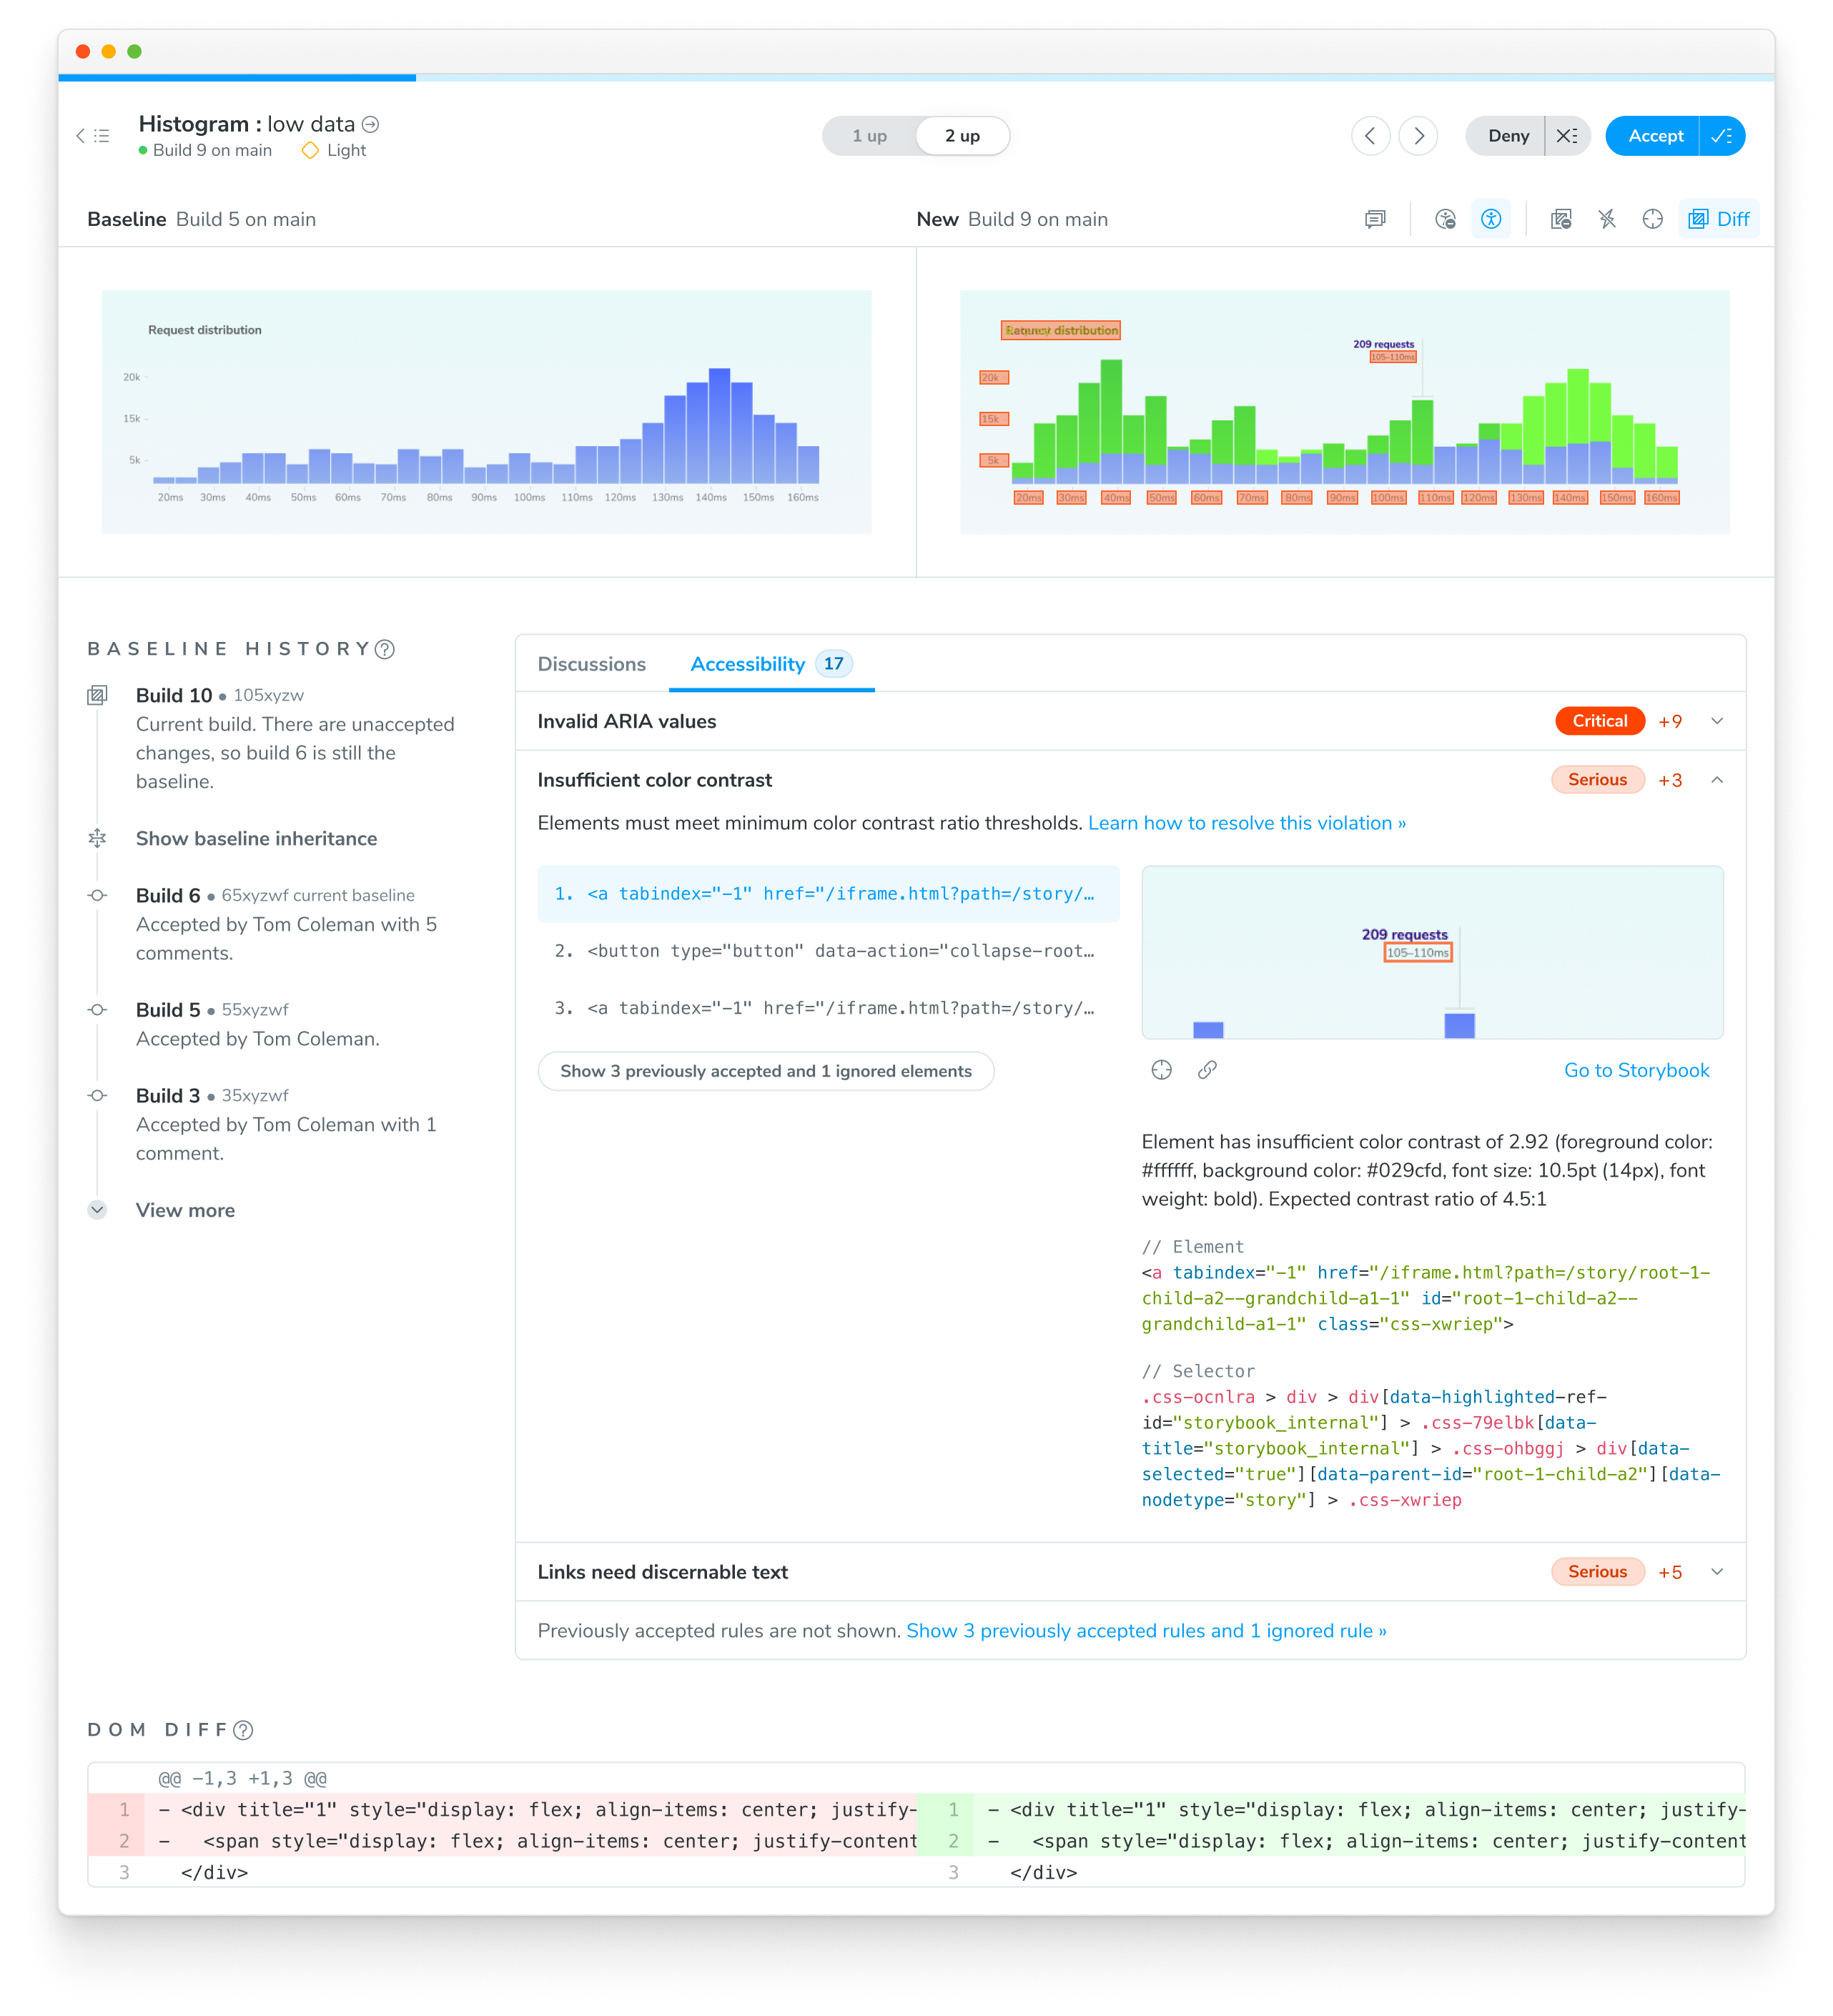 Histogram : low data
Build 9 on main Light
1 up 2 up
Deny Accept
Baseline Build 5 on main
New Build 9 on main
Diff
Request distribution
20k
15k
5k
20ms 30ms 40ms 50ms 60ms 70ms 80ms 90ms 100ms 110ms 120ms 130ms 140ms 150ms 160ms
distribution
209 requests
105–110ms
20k
15k
5k
20ms 30ms 40ms 50ms 60ms 70ms 80ms 90ms 100ms 110ms 120ms 130ms 140ms 150ms 160ms
BASELINE HISTORY
Build 10 • 105xyzw
Current build. There are unaccepted
changes, so build 6 is still the
baseline.
Show baseline inheritance
Build 6 • 65xyzwf current baseline
Accepted by Tom Coleman with 5
comments.
Build 5 • 55xyzwf
Accepted by Tom Coleman.
Build 3 • 35xyzwf
Accepted by Tom Coleman with 1
comment.
View more
Discussions Accessibility 17
Invalid ARIA values Critical +9
Insufficient color contrast Serious +3
Elements must meet minimum color contrast ratio thresholds. Learn how to resolve this violation »
1. <a tabindex="-1" href="/iframe.html?path=/story/…
2. <button type="button" data-action="collapse-root…
3. <a tabindex="-1" href="/iframe.html?path=/story/…
Show 3 previously accepted and 1 ignored elements
209 requests
105–110ms
Go to Storybook
Element has insufficient color contrast of 2.92 (foreground color:
#ffffff, background color: #029cfd, font size: 10.5pt (14px), font
weight: bold). Expected contrast ratio of 4.5:1
// Element
<a tabindex="-1" href="/iframe.html?path=/story/root-1-
child-a2--grandchild-a1-1" id="root-1-child-a2--
grandchild-a1-1" class="css-xwriep">
// Selector
.css-ocnlra > div > div[data-highlighted-ref-
id="storybook_internal"] > .css-79elbk[data-
title="storybook_internal"] > .css-ohbggj > div[data-
selected="true"][data-parent-id="root-1-child-a2"][data-
nodetype="story"] > .css-xwriep
Links need discernable text Serious +5
Previously accepted rules are not shown. Show 3 previously accepted rules and 1 ignored rule »
DOM DIFF
@@ -1,3 +1,3 @@
1 - <div title="1" style="display: flex; align-items: center; justify-
2 - <span style="display: flex; align-items: center; justify-content
3 </div>
1 - <div title="1" style="display: flex; align-items: center; justify-
2 - <span style="display: flex; align-items: center; justify-content
3 </div>